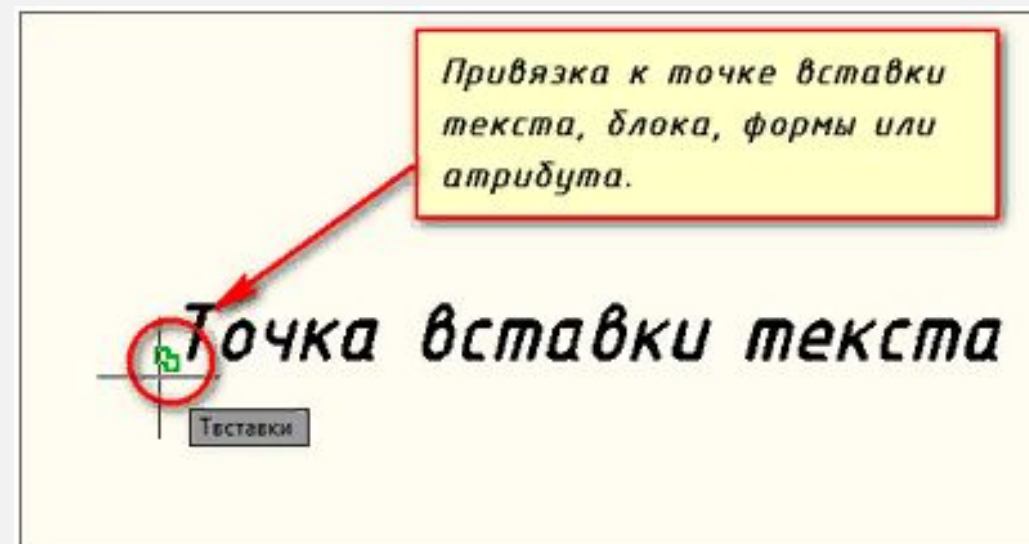 Привязка к точке вставки
текста, блока, формы или
атрибута.
Точка вставки текста
Твставки